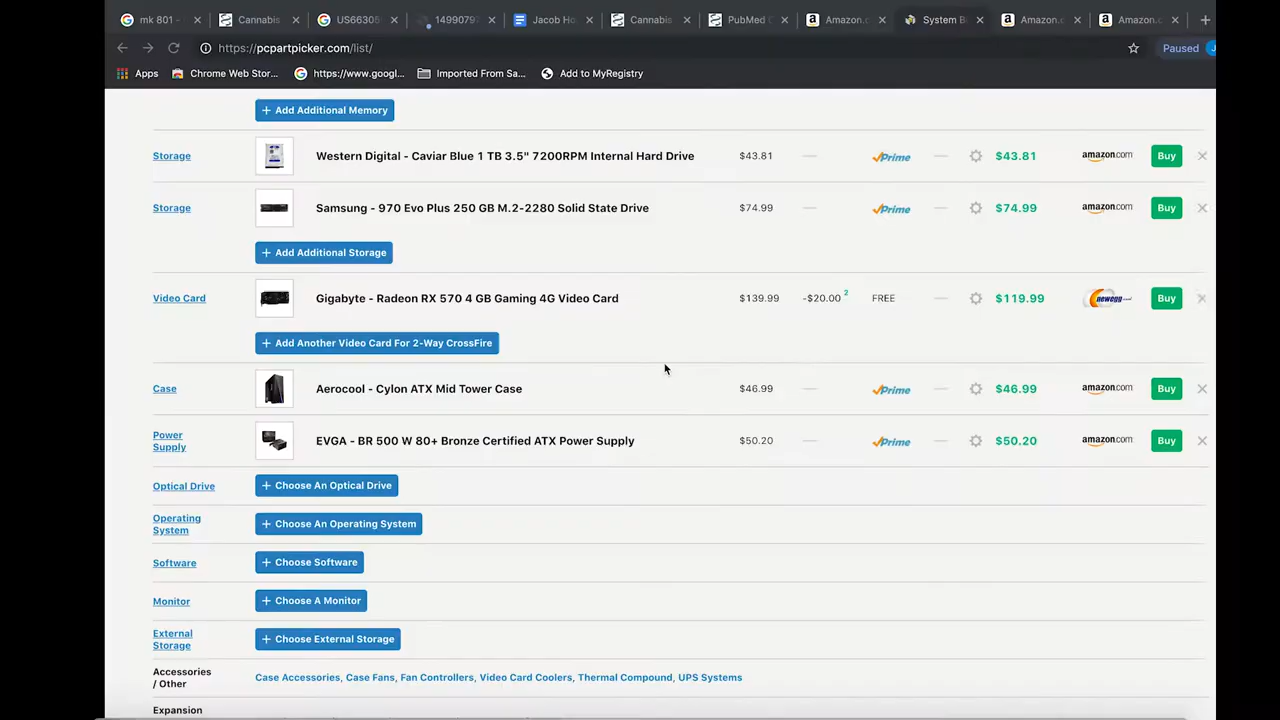 mk 801 -
Cannabis
US6630
1499079
Jacob Ho
Cannabis
PubMed C
Amazon.c
System B
Amazon.c
Amazon.c
https://pcpartpicker.com/list/
Paused
Apps
Chrome Web Stor...
https://www.googl...
Imported From Sa...
Add to MyRegistry
+ Add Additional Memory
Storage
Western Digital - Caviar Blue 1 TB 3.5" 7200RPM Internal Hard Drive
$43.81
—
Prime
—
$43.81
amazon.com
Buy
Storage
Samsung - 970 Evo Plus 250 GB M.2-2280 Solid State Drive
$74.99
—
Prime
—
$74.99
amazon.com
Buy
+ Add Additional Storage
Video Card
Gigabyte - Radeon RX 570 4 GB Gaming 4G Video Card
$139.99
-$20.00 2
FREE
—
$119.99
newegg
Buy
+ Add Another Video Card For 2-Way CrossFire
Case
Aerocool - Cylon ATX Mid Tower Case
$46.99
—
Prime
—
$46.99
amazon.com
Buy
Power
Supply
EVGA - BR 500 W 80+ Bronze Certified ATX Power Supply
$50.20
—
Prime
—
$50.20
amazon.com
Buy
Optical Drive
+ Choose An Optical Drive
Operating
System
+ Choose An Operating System
Software
+ Choose Software
Monitor
+ Choose A Monitor
External
Storage
+ Choose External Storage
Accessories
/ Other
Case Accessories, Case Fans, Fan Controllers, Video Card Coolers, Thermal Compound, UPS Systems
Expansion